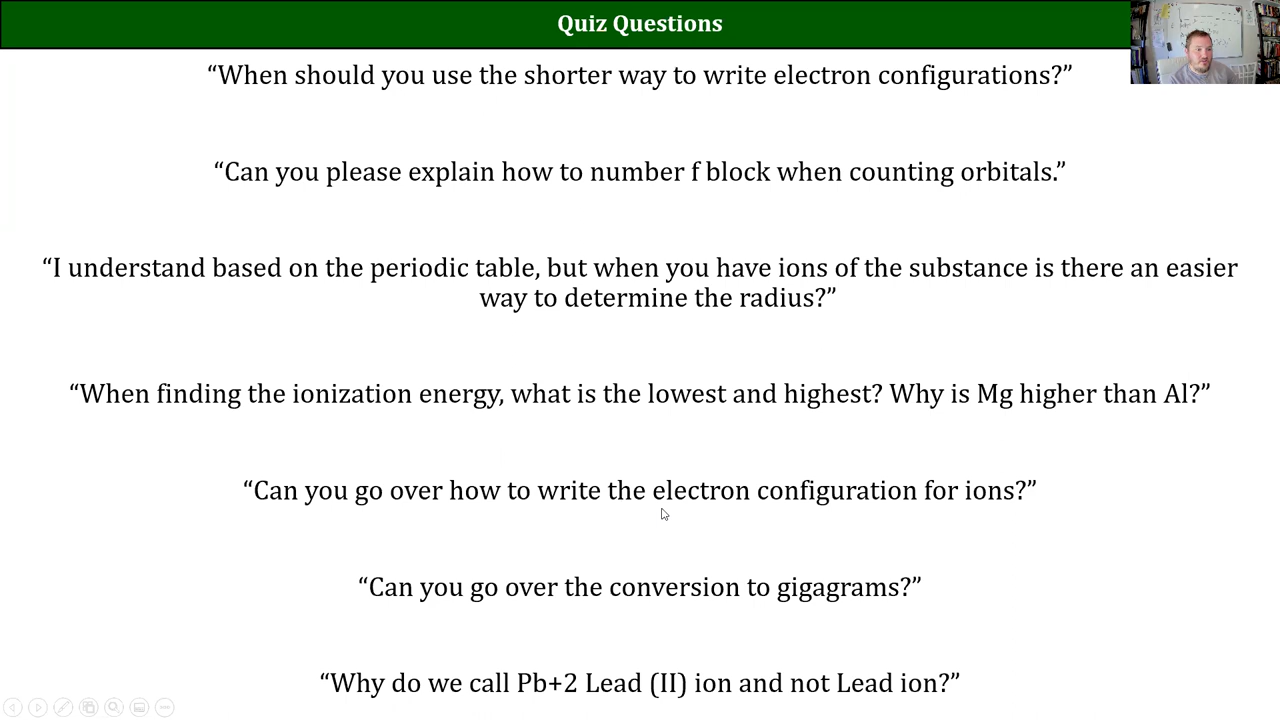 Quiz Questions
“When should you use the shorter way to write electron configurations?”
“Can you please explain how to number f block when counting orbitals.”
“I understand based on the periodic table, but when you have ions of the substance is there an easier
way to determine the radius?”
“When finding the ionization energy, what is the lowest and highest? Why is Mg higher than Al?”
“Can you go over how to write the electron configuration for ions?”
“Can you go over the conversion to gigagrams?”
“Why do we call Pb+2 Lead (II) ion and not Lead ion?”